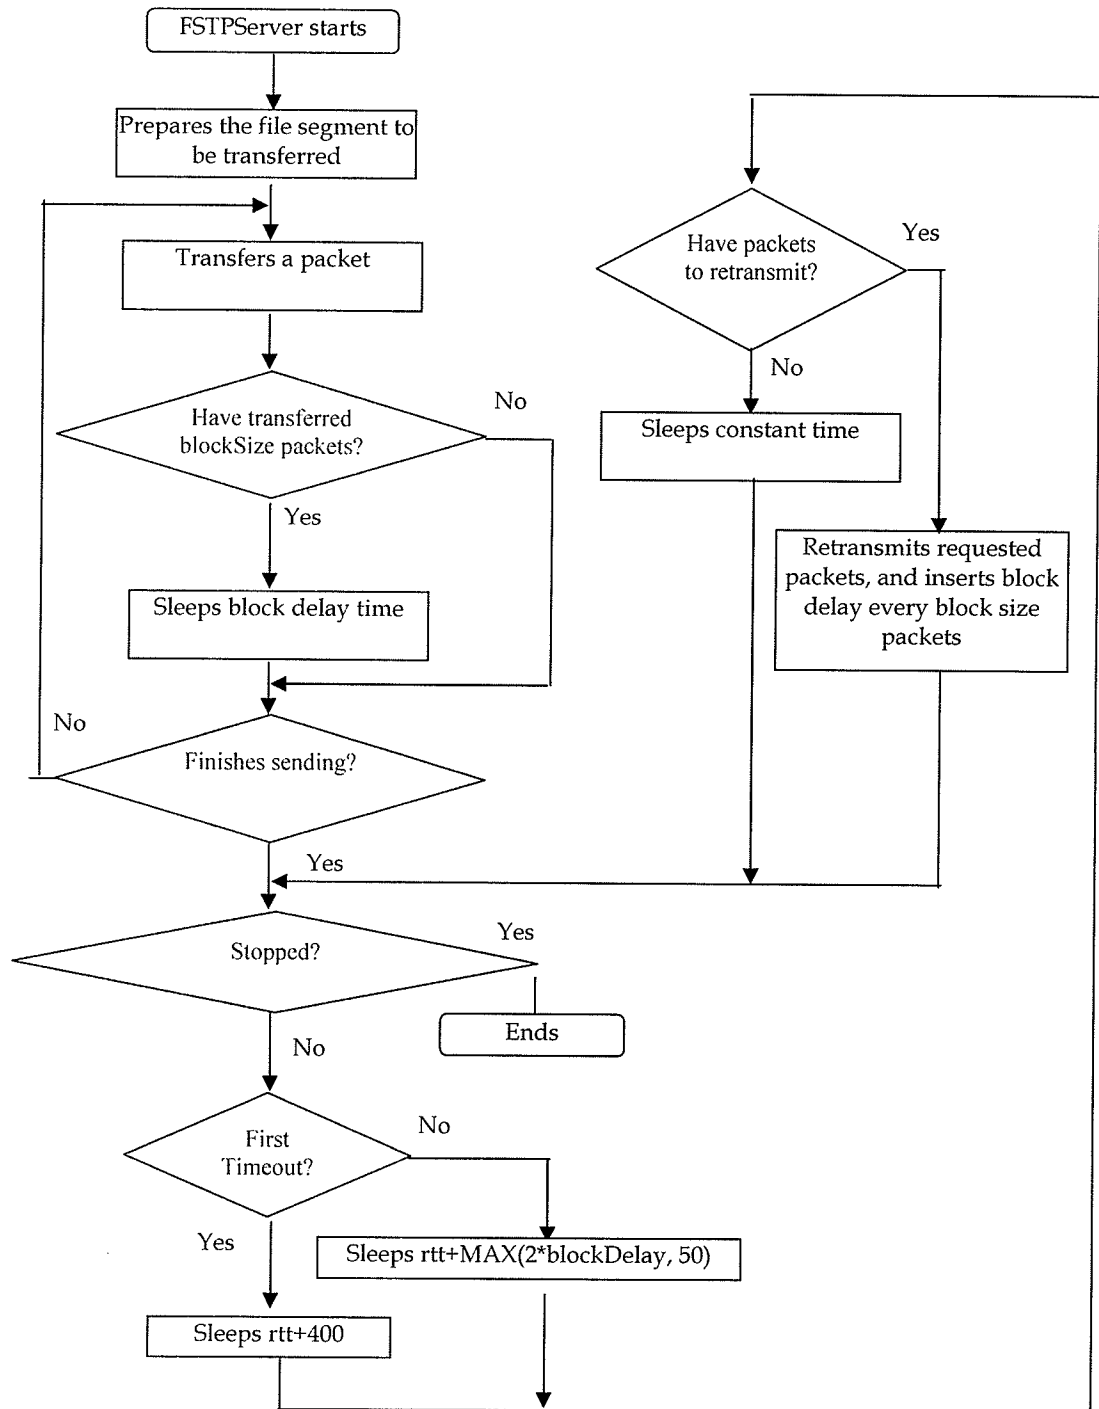 FSTPServer starts
Prepares the file segment to
be transferred
Transfers a packet
Have transferred
blockSize packets?
No
Yes
Sleeps block delay time
No
Finishes sending?
Yes
Stopped?
Yes
Ends
No
First
Timeout?
No
Yes
Sleeps rtt+MAX(2*blockDelay, 50)
Sleeps rtt+400
Have packets
to retransmit?
Yes
No
Sleeps constant time
Retransmits requested
packets, and inserts block
delay every block size
packets